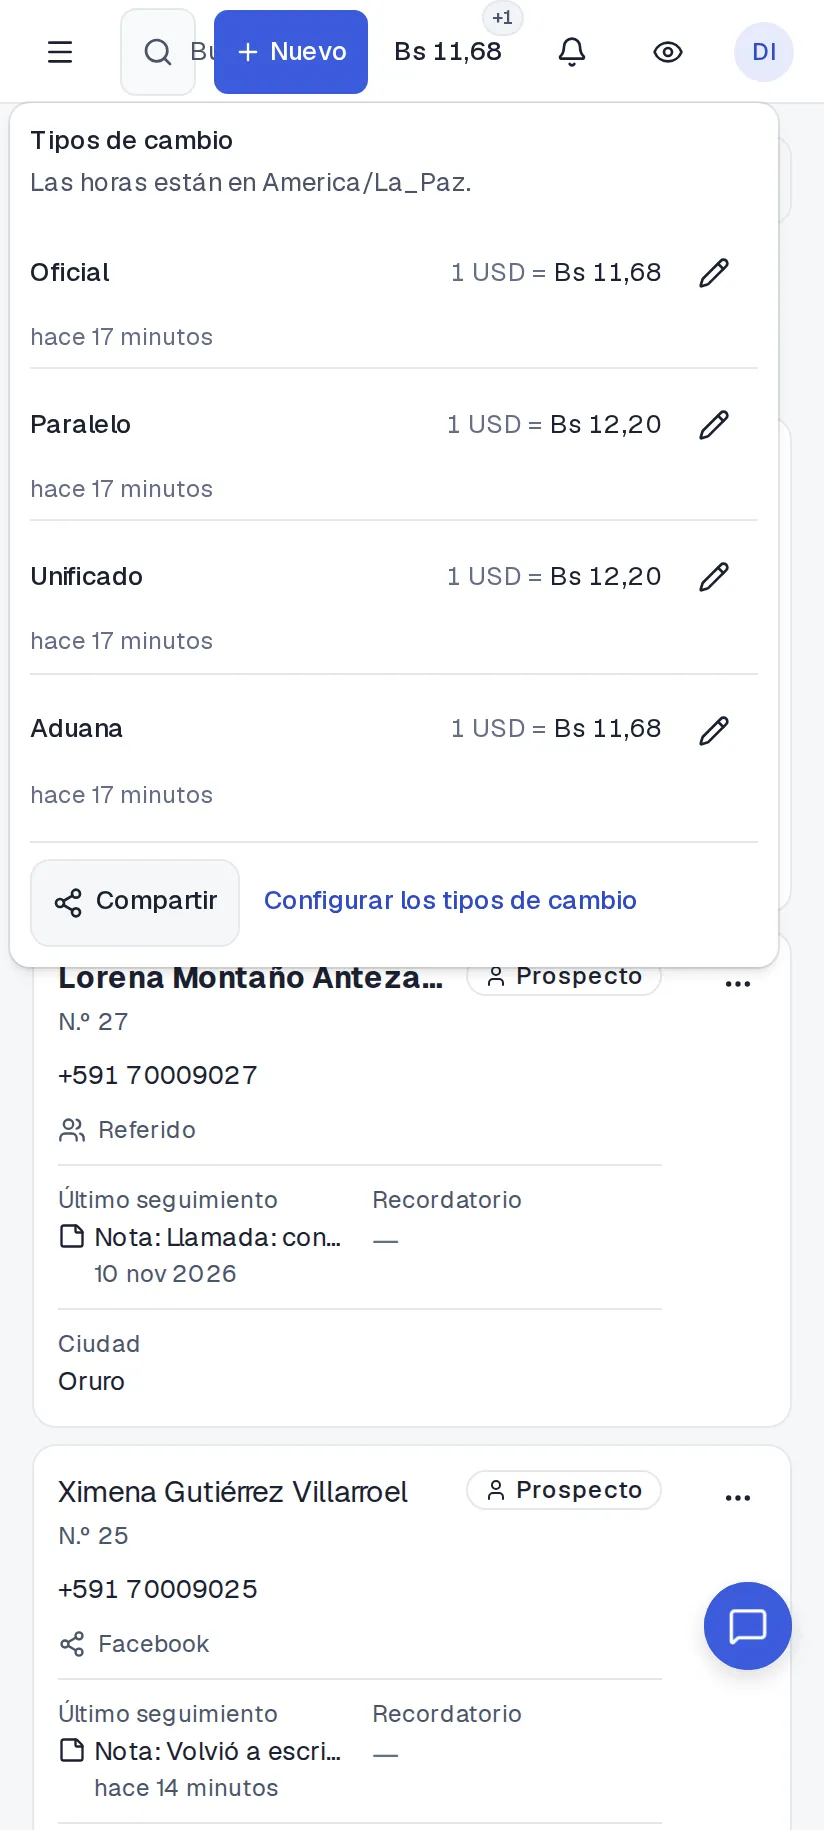 Bu
+ Nuevo
Bs 11,68
+1
DI
Tipos de cambio
Las horas están en America/La_Paz.
Oficial
1 USD = Bs 11,68
hace 17 minutos
Paralelo
1 USD = Bs 12,20
hace 17 minutos
Unificado
1 USD = Bs 12,20
hace 17 minutos
Aduana
1 USD = Bs 11,68
hace 17 minutos
Compartir
Configurar los tipos de cambio
Lorena Montaño Anteza...
Prospecto
N.º 27
+591 70009027
Referido
Último seguimiento
Recordatorio
Nota: Llamada: con...
—
10 nov 2026
Ciudad
Oruro
Ximena Gutiérrez Villarroel
Prospecto
N.º 25
+591 70009025
Facebook
Último seguimiento
Recordatorio
Nota: Volvió a escri...
—
hace 14 minutos